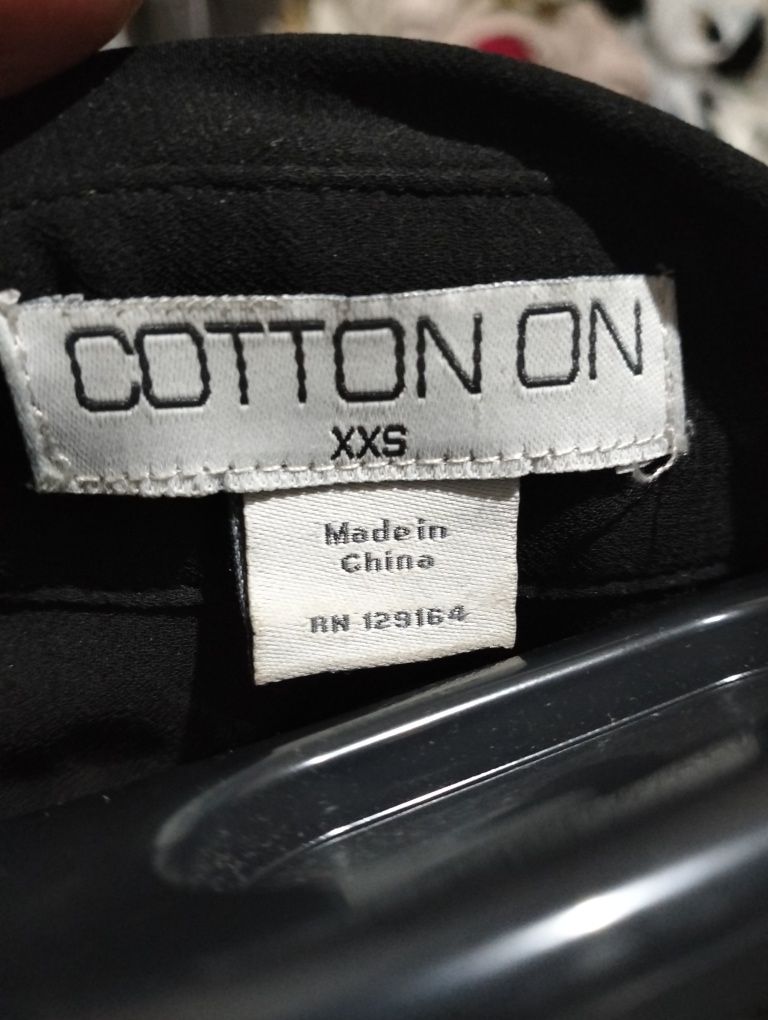 COTTON ON
XXS
Made in
China
RN 129164